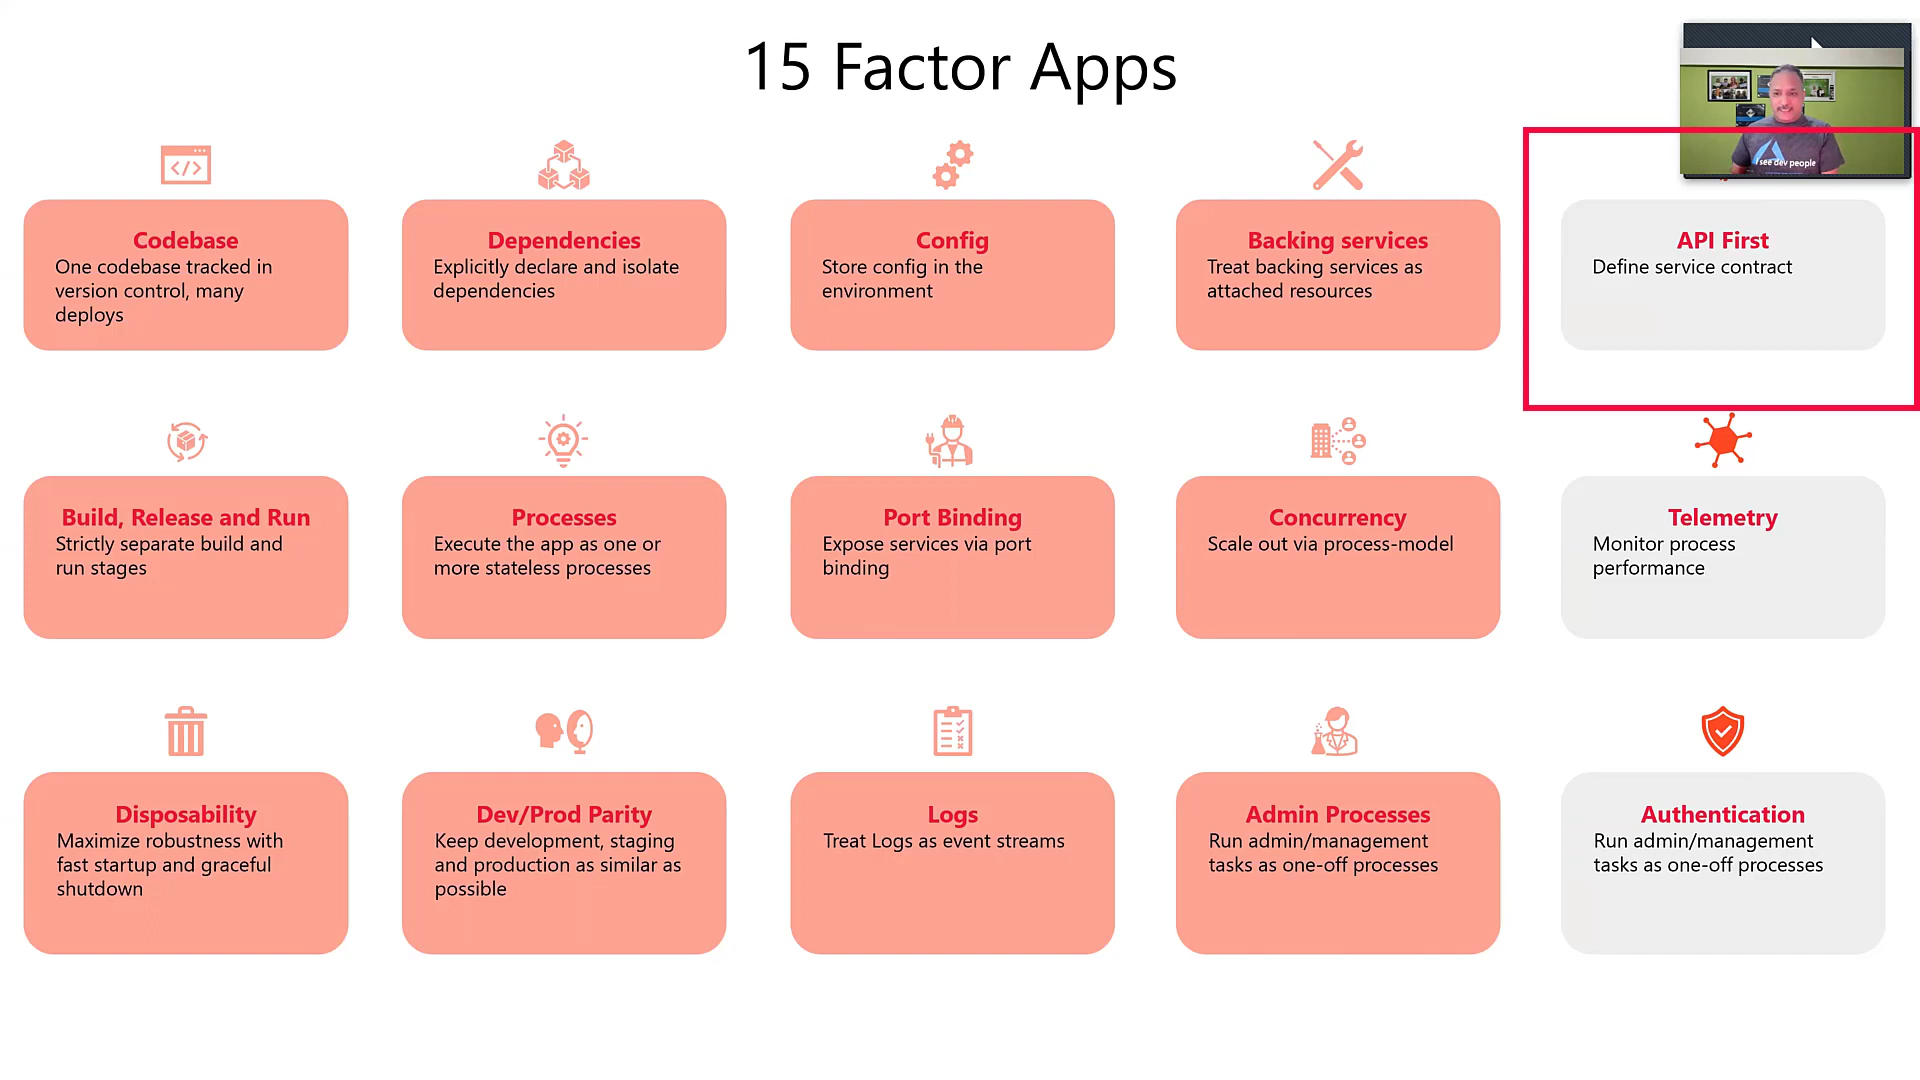 15 Factor Apps
see dev people
Codebase
One codebase tracked in
version control, many
deploys
Dependencies
Explicitly declare and isolate
dependencies
Config
Store config in the
environment
Backing services
Treat backing services as
attached resources
API First
Define service contract
Build, Release and Run
Strictly separate build and
run stages
Processes
Execute the app as one or
more stateless processes
Port Binding
Expose services via port
binding
Concurrency
Scale out via process-model
Telemetry
Monitor process
performance
Disposability
Maximize robustness with
fast startup and graceful
shutdown
Dev/Prod Parity
Keep development, staging
and production as similar as
possible
Logs
Treat Logs as event streams
Admin Processes
Run admin/management
tasks as one-off processes
Authentication
Run admin/management
tasks as one-off processes